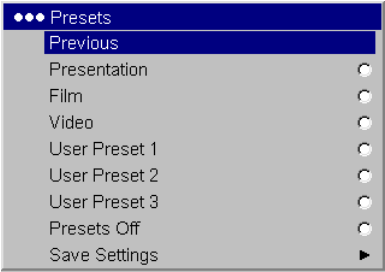 Presets
Previous
Presentation
Film
Video
User Preset 1
User Preset 2
User Preset 3
Presets Off
Save Settings